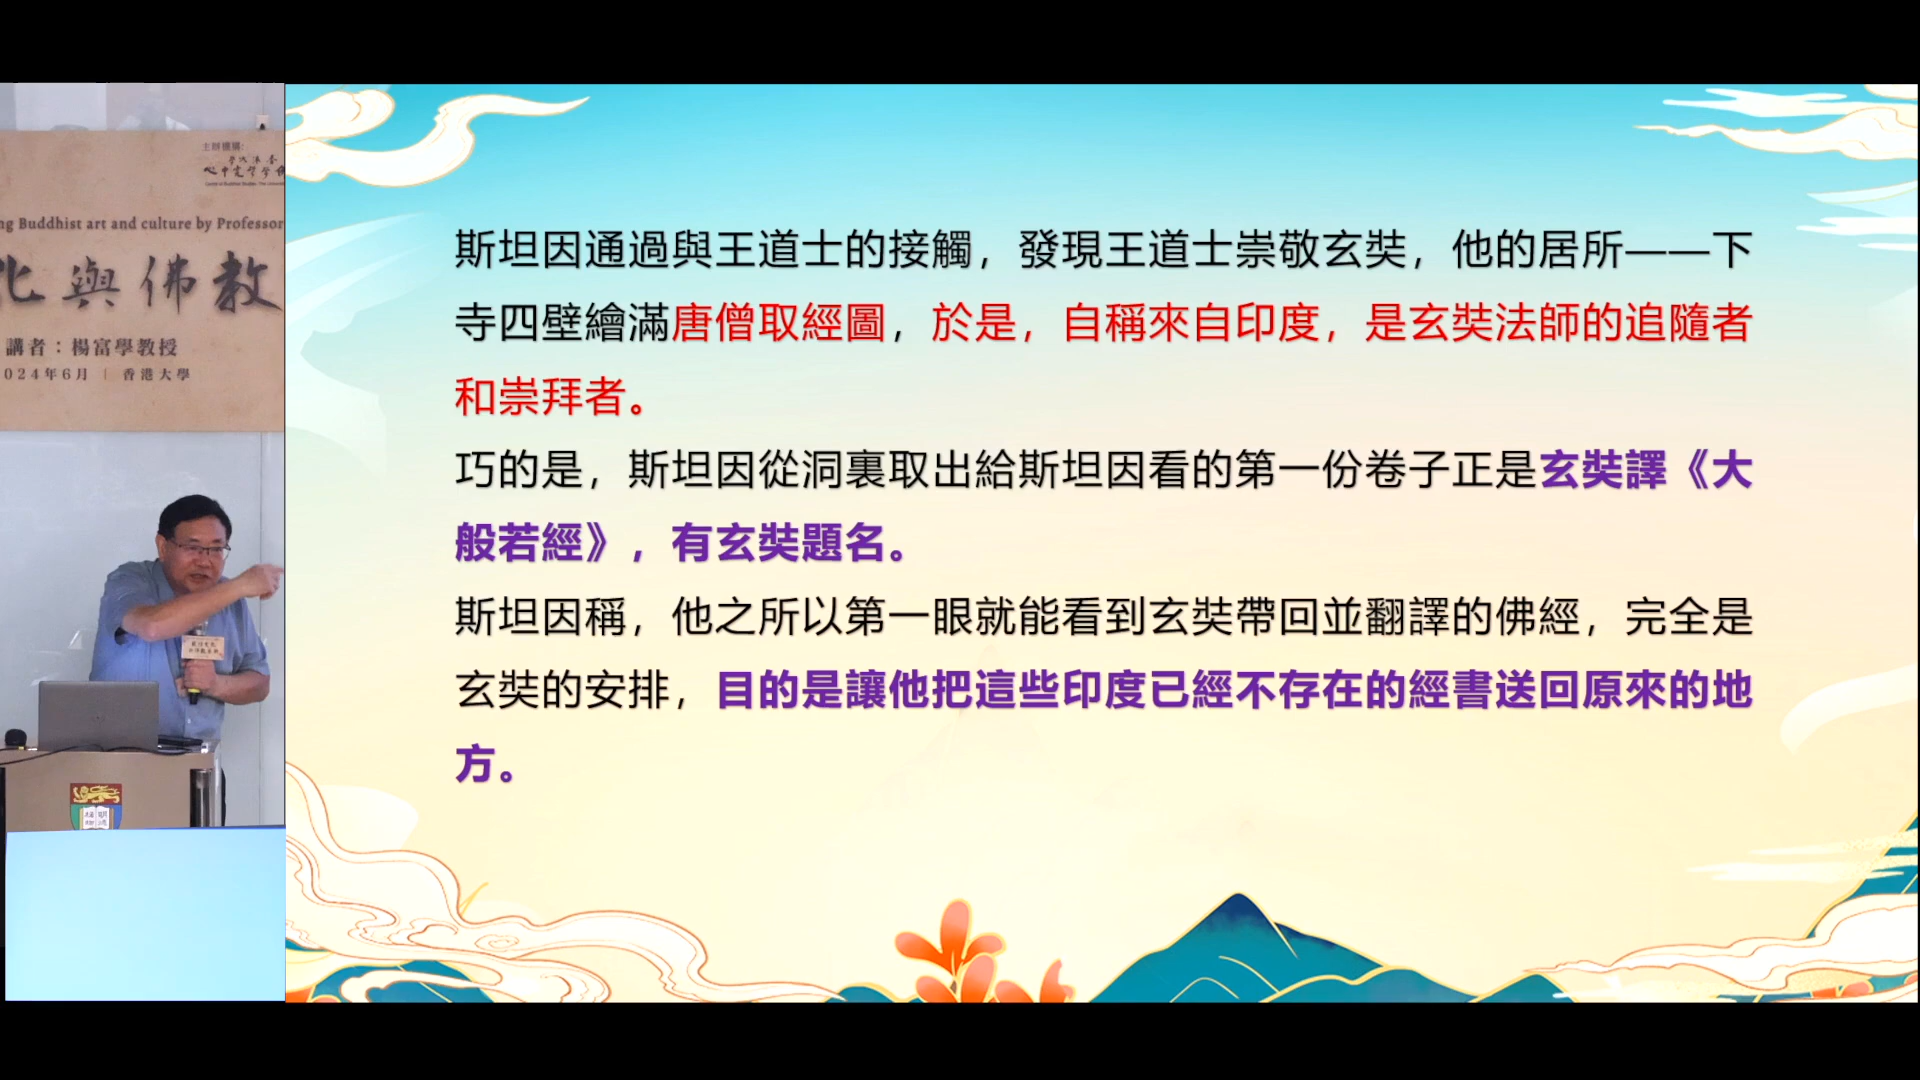 主辦機構:
ng Buddhist art and culture by Professor
化與佛教
講者：楊富學教授
024年6月 | 香港大學
斯坦因通過與王道士的接觸，發現王道士崇敬玄奘，他的居所——下
寺四壁繪滿唐僧取經圖，於是，自稱來自印度，是玄奘法師的追隨者
和崇拜者。
巧的是，斯坦因從洞裏取出給斯坦因看的第一份卷子正是玄奘譯《大
般若經》，有玄奘題名。
斯坦因稱，他之所以第一眼就能看到玄奘帶回並翻譯的佛經，完全是
玄奘的安排，目的是讓他把這些印度已經不存在的經書送回原來的地
方。